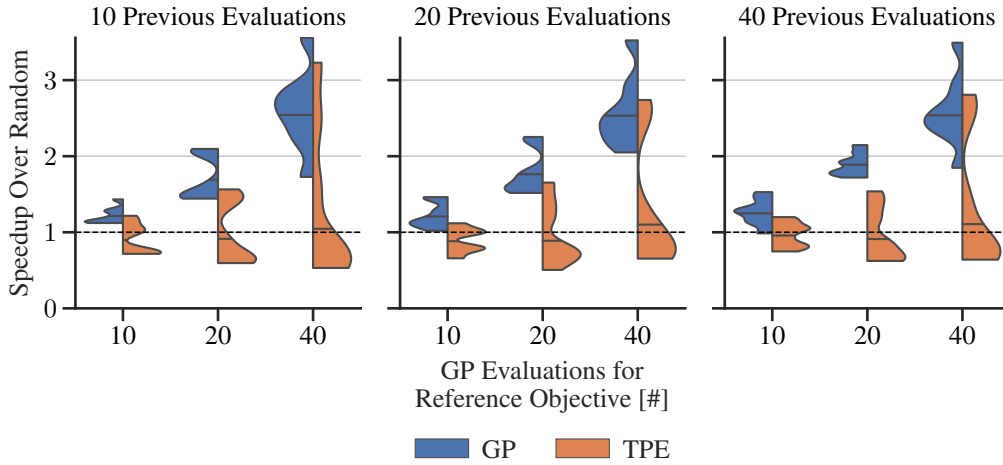 10 Previous Evaluations
20 Previous Evaluations
40 Previous Evaluations
Speedup Over Random
3
2
1
0
10 20 40
10 20 40
10 20 40
GP Evaluations for
Reference Objective [#]
GP TPE